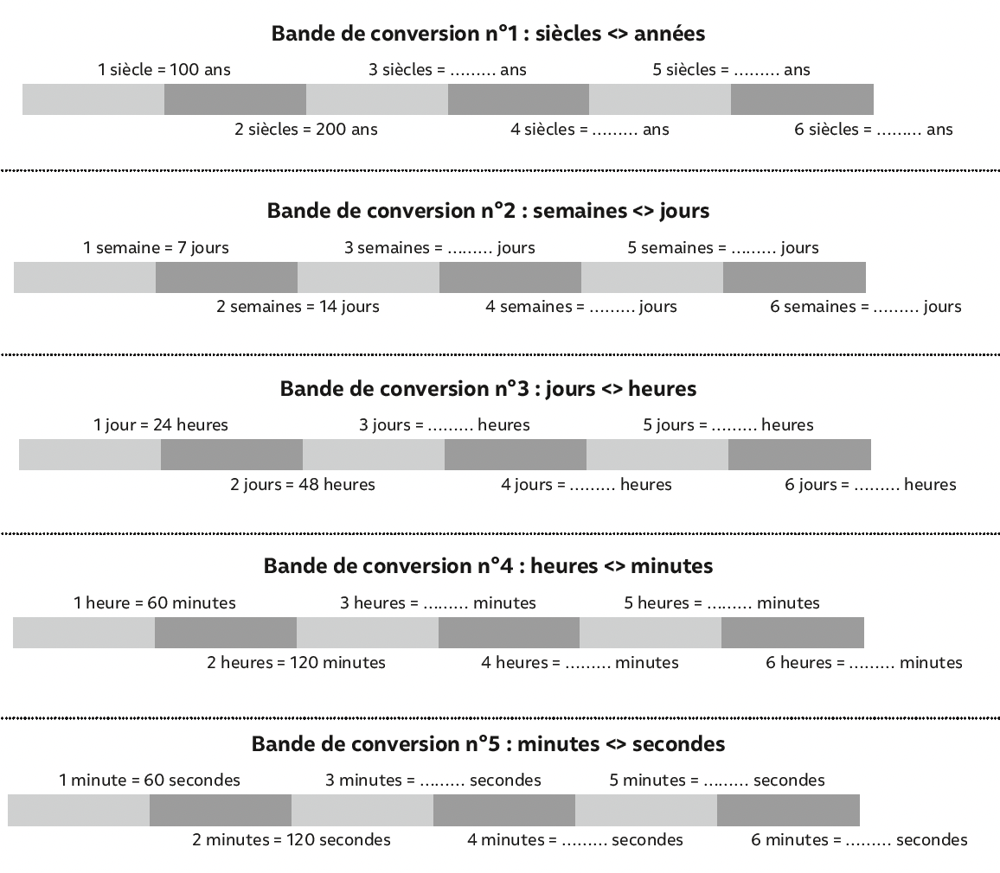 Bande de conversion n°1 : siècles <> années
1 siècle = 100 ans 3 siècles = ......... ans 5 siècles = ......... ans
2 siècles = 200 ans 4 siècles = ......... ans 6 siècles = ......... ans
Bande de conversion n°2 : semaines <> jours
1 semaine = 7 jours 3 semaines = ......... jours 5 semaines = ......... jours
2 semaines = 14 jours 4 semaines = ......... jours 6 semaines = ......... jours
Bande de conversion n°3 : jours <> heures
1 jour = 24 heures 3 jours = ......... heures 5 jours = ......... heures
2 jours = 48 heures 4 jours = ......... heures 6 jours = ......... heures
Bande de conversion n°4 : heures <> minutes
1 heure = 60 minutes 3 heures = ......... minutes 5 heures = ......... minutes
2 heures = 120 minutes 4 heures = ......... minutes 6 heures = ......... minutes
Bande de conversion n°5 : minutes <> secondes
1 minute = 60 secondes 3 minutes = ......... secondes 5 minutes = ......... secondes
2 minutes = 120 secondes 4 minutes = ......... secondes 6 minutes = ......... secondes